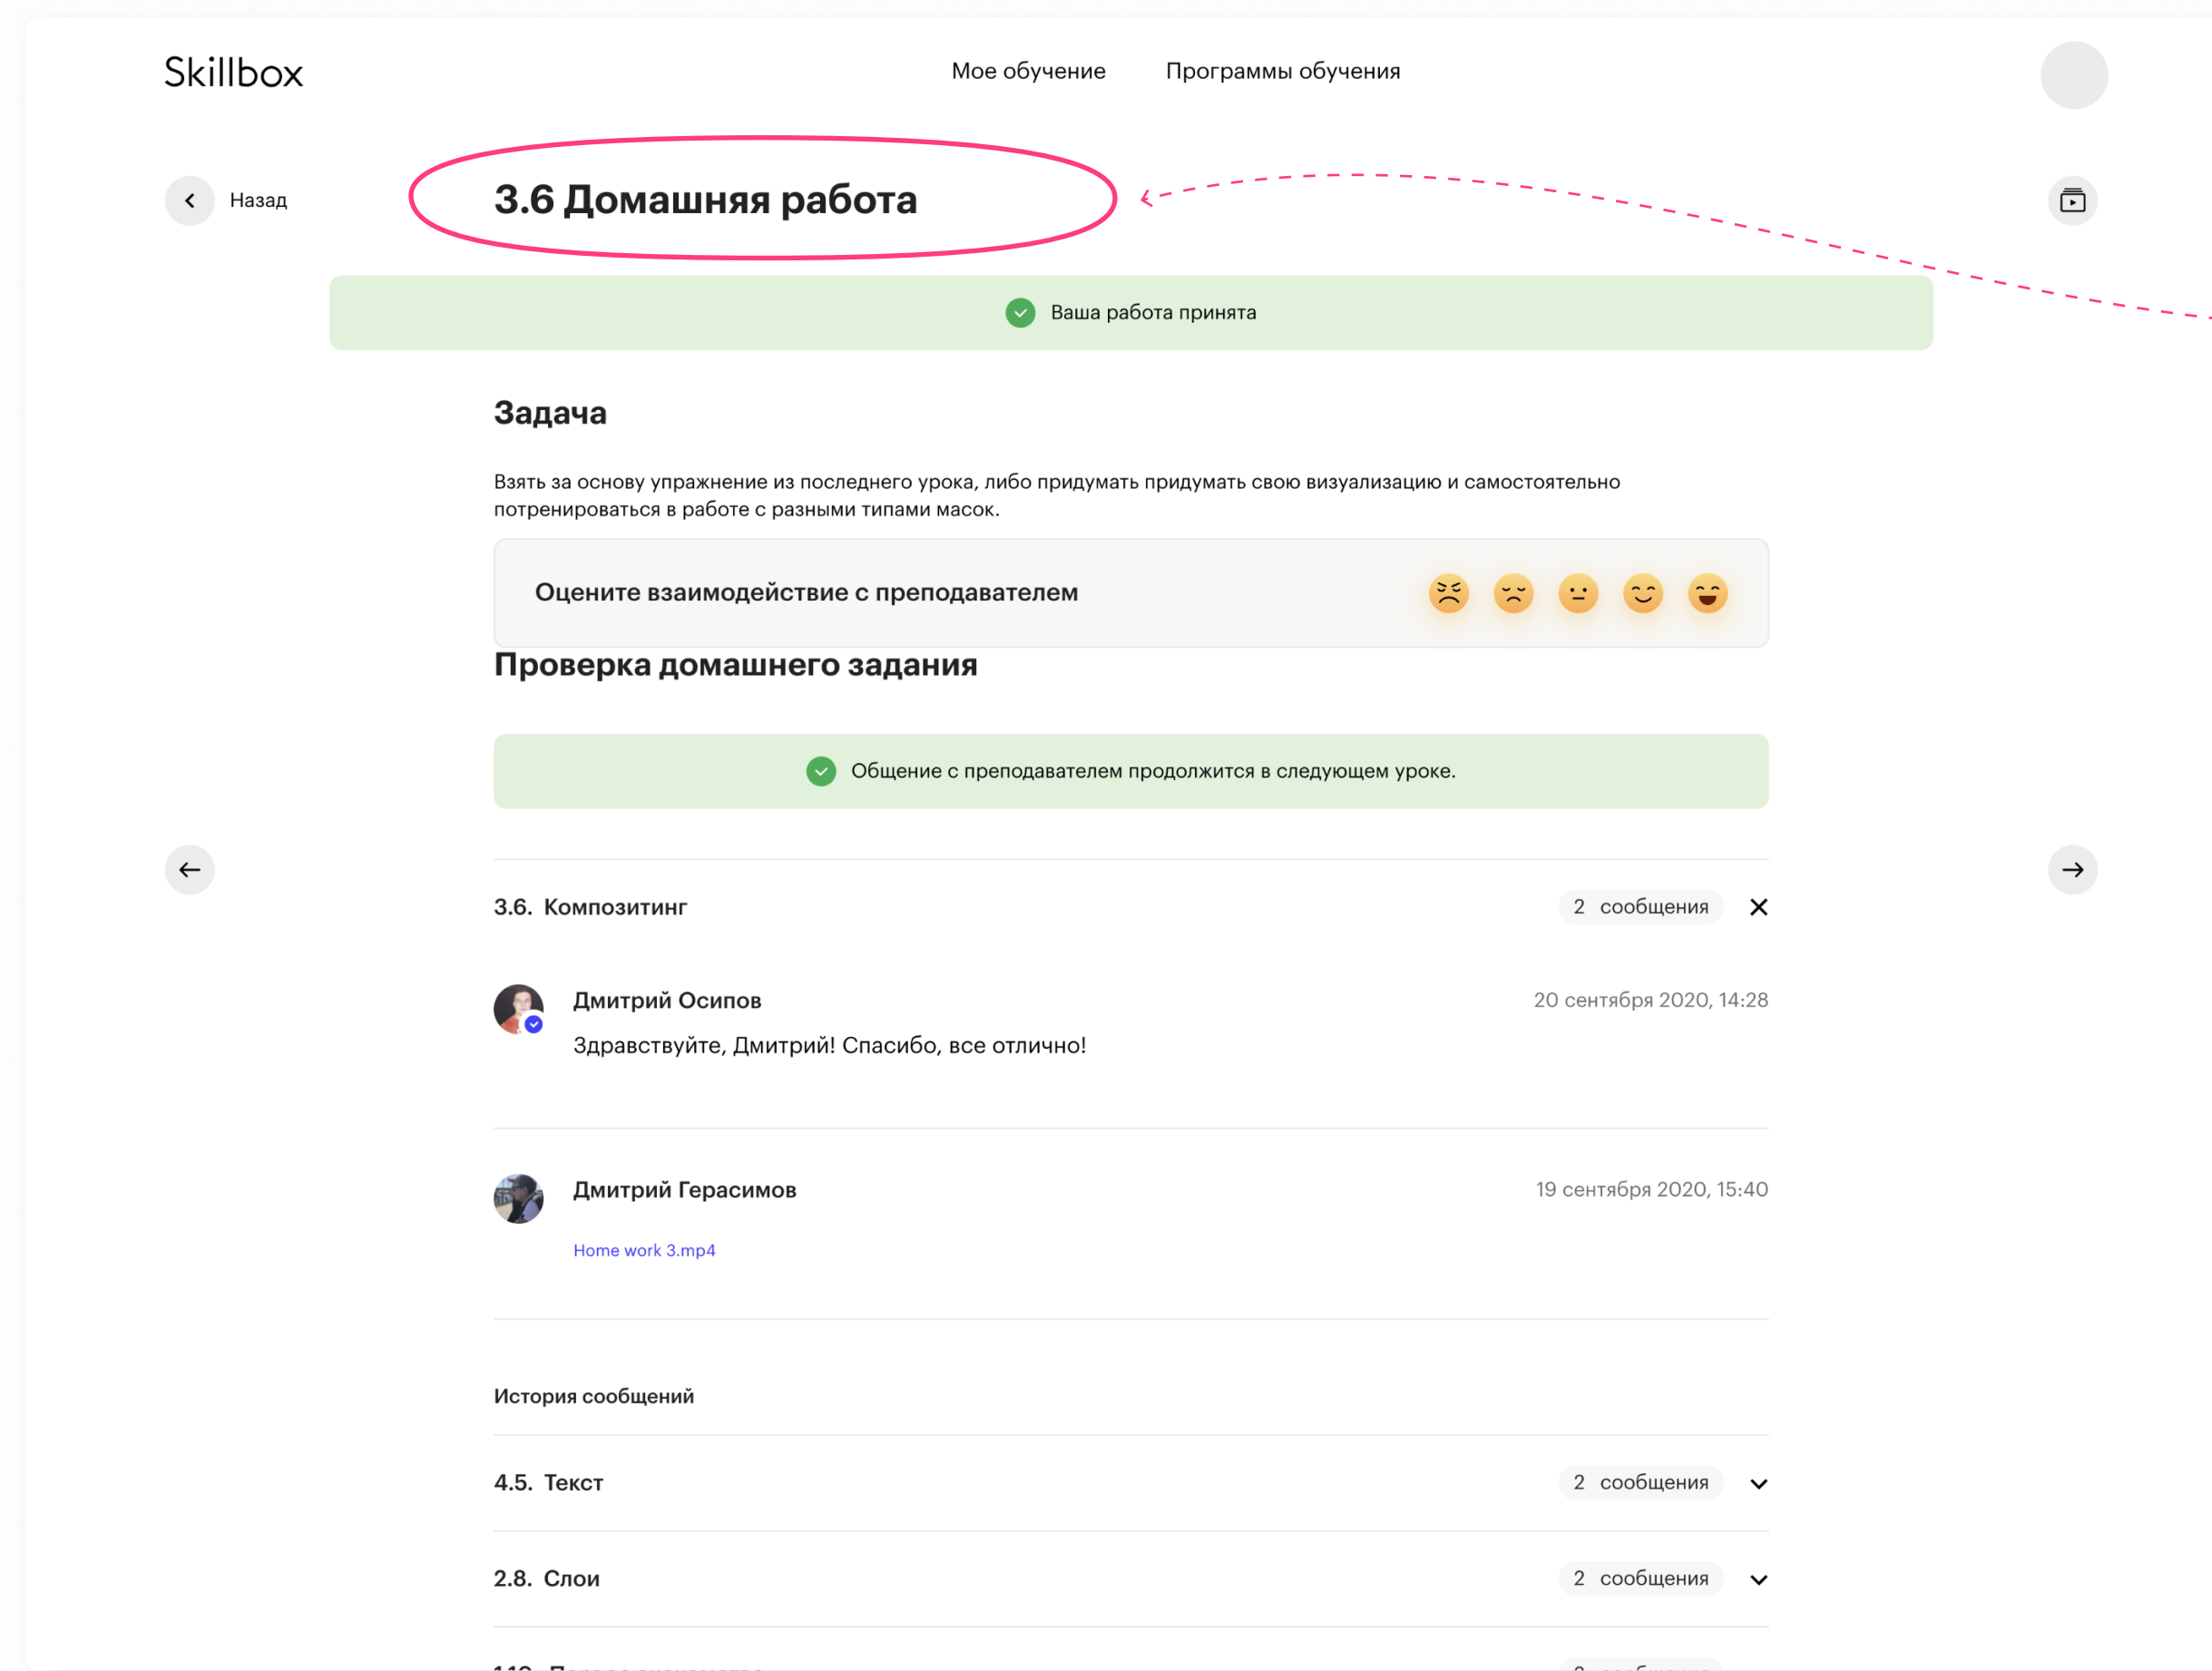 Skillbox
Мое обучение
Программы обучения
Назад
3.6 Домашняя работа
Ваша работа принята
Задача
Взять за основу упражнение из последнего урока, либо придумать придумать свою визуализацию и самостоятельно
потренироваться в работе с разными типами масок.
Оцените взаимодействие с преподавателем
Проверка домашнего задания
Общение с преподавателем продолжится в следующем уроке.
3.6. Композитинг
2 сообщения
Дмитрий Осипов
20 сентября 2020, 14:28
Здравствуйте, Дмитрий! Спасибо, все отлично!
Дмитрий Герасимов
19 сентября 2020, 15:40
Home work 3.mp4
История сообщений
4.5. Текст
2 сообщения
2.8. Слои
2 сообщения